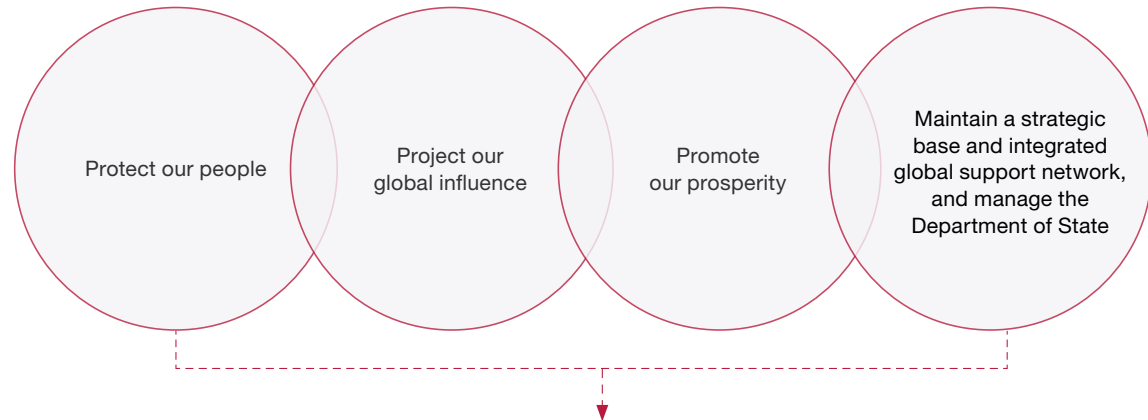 Protect our people
Project our
global influence
Promote
our prosperity
Maintain a strategic
base and integrated
global support network,
and manage the
Department of State